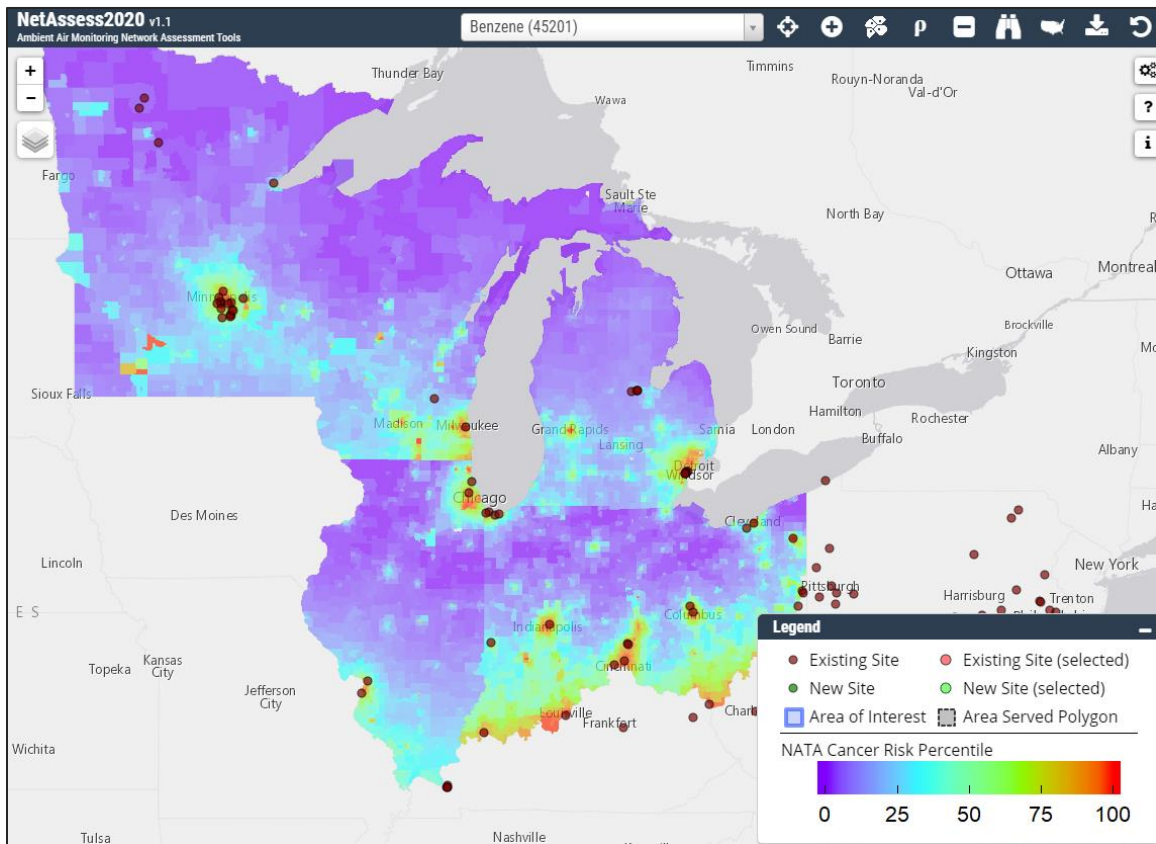 NetAssess2020 v1.1
Ambient Air Monitoring Network Assessment Tools
Benzene (45201)
ρ
+
−
?
i
Thunder Bay
Timmins
Rouyn-Noranda
Val-d'Or
Wawa
Fargo
Sault Ste
Marie
North Bay
Ottawa
Montreal
Minneapolis
Owen Sound
Barrie
Brockville
Kingston
Toronto
Sioux Falls
Hamilton
Rochester
Buffalo
Albany
Madison
Milwaukee
Grand Rapids
Lansing
Sarnia
London
Detroit
Windsor
Chicago
Des Moines
Cleveland
Lincoln
New York
Pittsburgh
Harrisburg
Trenton
E S
Columbus
Indianapolis
Topeka
Kansas
City
Cincinnati
Jefferson
City
Louisville
Frankfort
Charl
Wichita
Nashville
Tulsa
Legend
Existing Site
Existing Site (selected)
New Site
New Site (selected)
Area of Interest
Area Served Polygon
NATA Cancer Risk Percentile
0 25 50 75 100